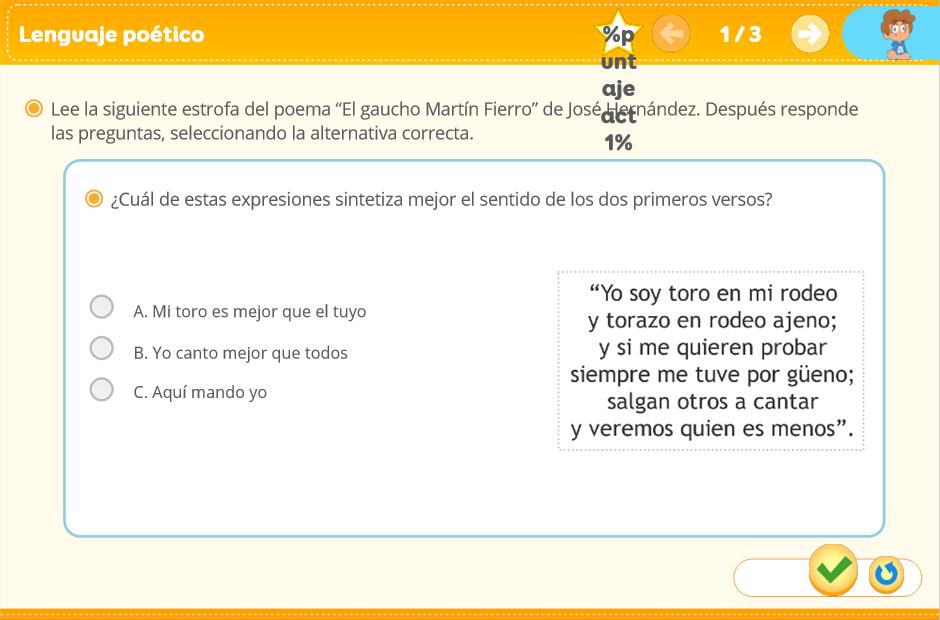 Lenguaje poético
%p
unt
aje
act
1%
1 / 3
Lee la siguiente estrofa del poema “El gaucho Martín Fierro” de José Hernández. Después responde
las preguntas, seleccionando la alternativa correcta.
¿Cuál de estas expresiones sintetiza mejor el sentido de los dos primeros versos?
A. Mi toro es mejor que el tuyo
B. Yo canto mejor que todos
C. Aquí mando yo
“Yo soy toro en mi rodeo
y torazo en rodeo ajeno;
y si me quieren probar
siempre me tuve por güeno;
salgan otros a cantar
y veremos quien es menos”.